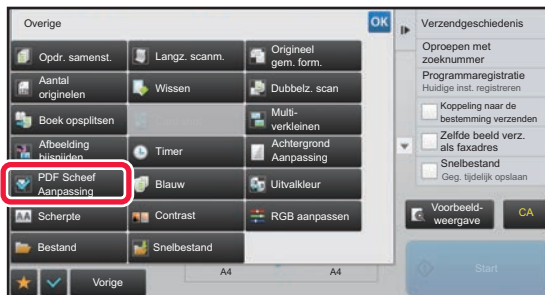 Overige
OK
Opdr. samenst.
Langz. scanm.
Origineel
gem. form.
Aantal
originelen
Wissen
Dubbelz. scan
Boek opsplitsen
Multi-
verkleinen
Afbeelding
bijsnijden
Timer
Achtergrond
Aanpassing
PDF Scheef
Aanpassing
Blauw
Uitvalkleur
AA Scherpte
Contrast
RGB aanpassen
Bestand
Snelbestand
Vorige
A4
A4
Verzendgeschiedenis
Oproepen met
zoeknummer
Programmaregistratie
Huidige inst. registreren
Koppeling naar de
bestemming verzenden
Zelfde beeld verz.
als faxadres
Snelbestand
Geg. tijdelijk opslaan
Voorbeeld-
weergave
CA
Start